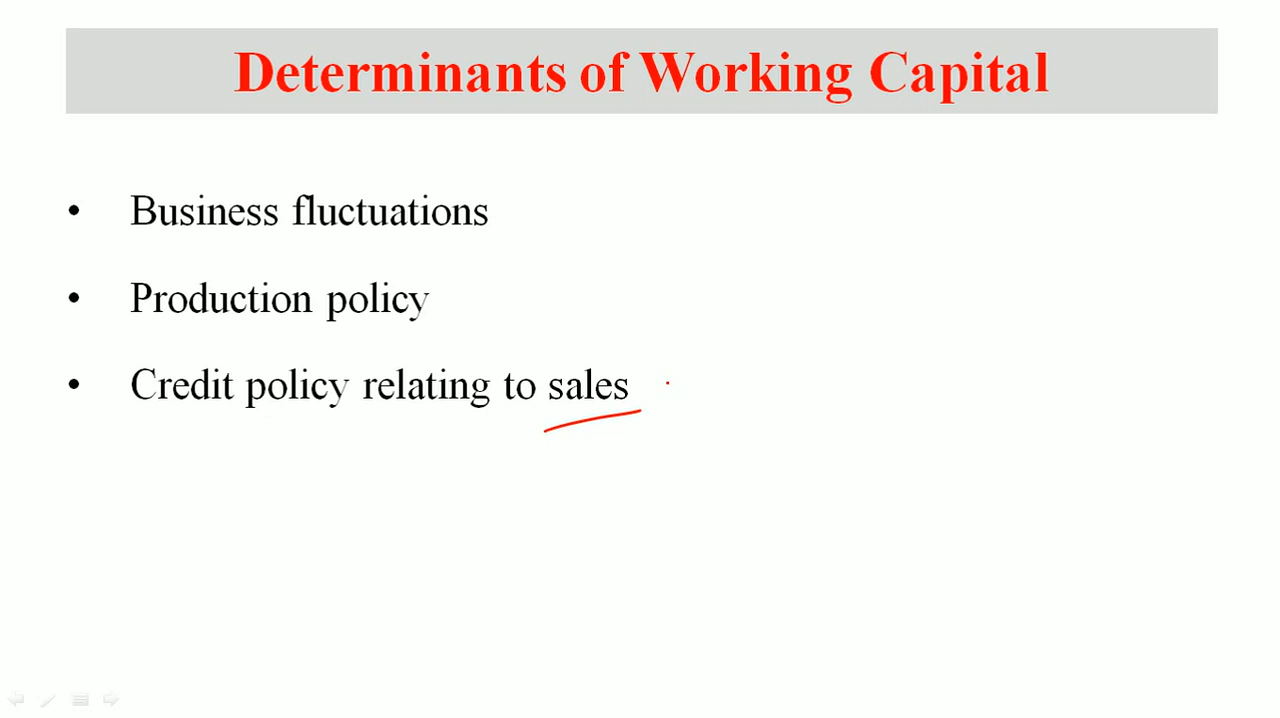 Determinants of Working Capital
• Business fluctuations
• Production policy
• Credit policy relating to sales